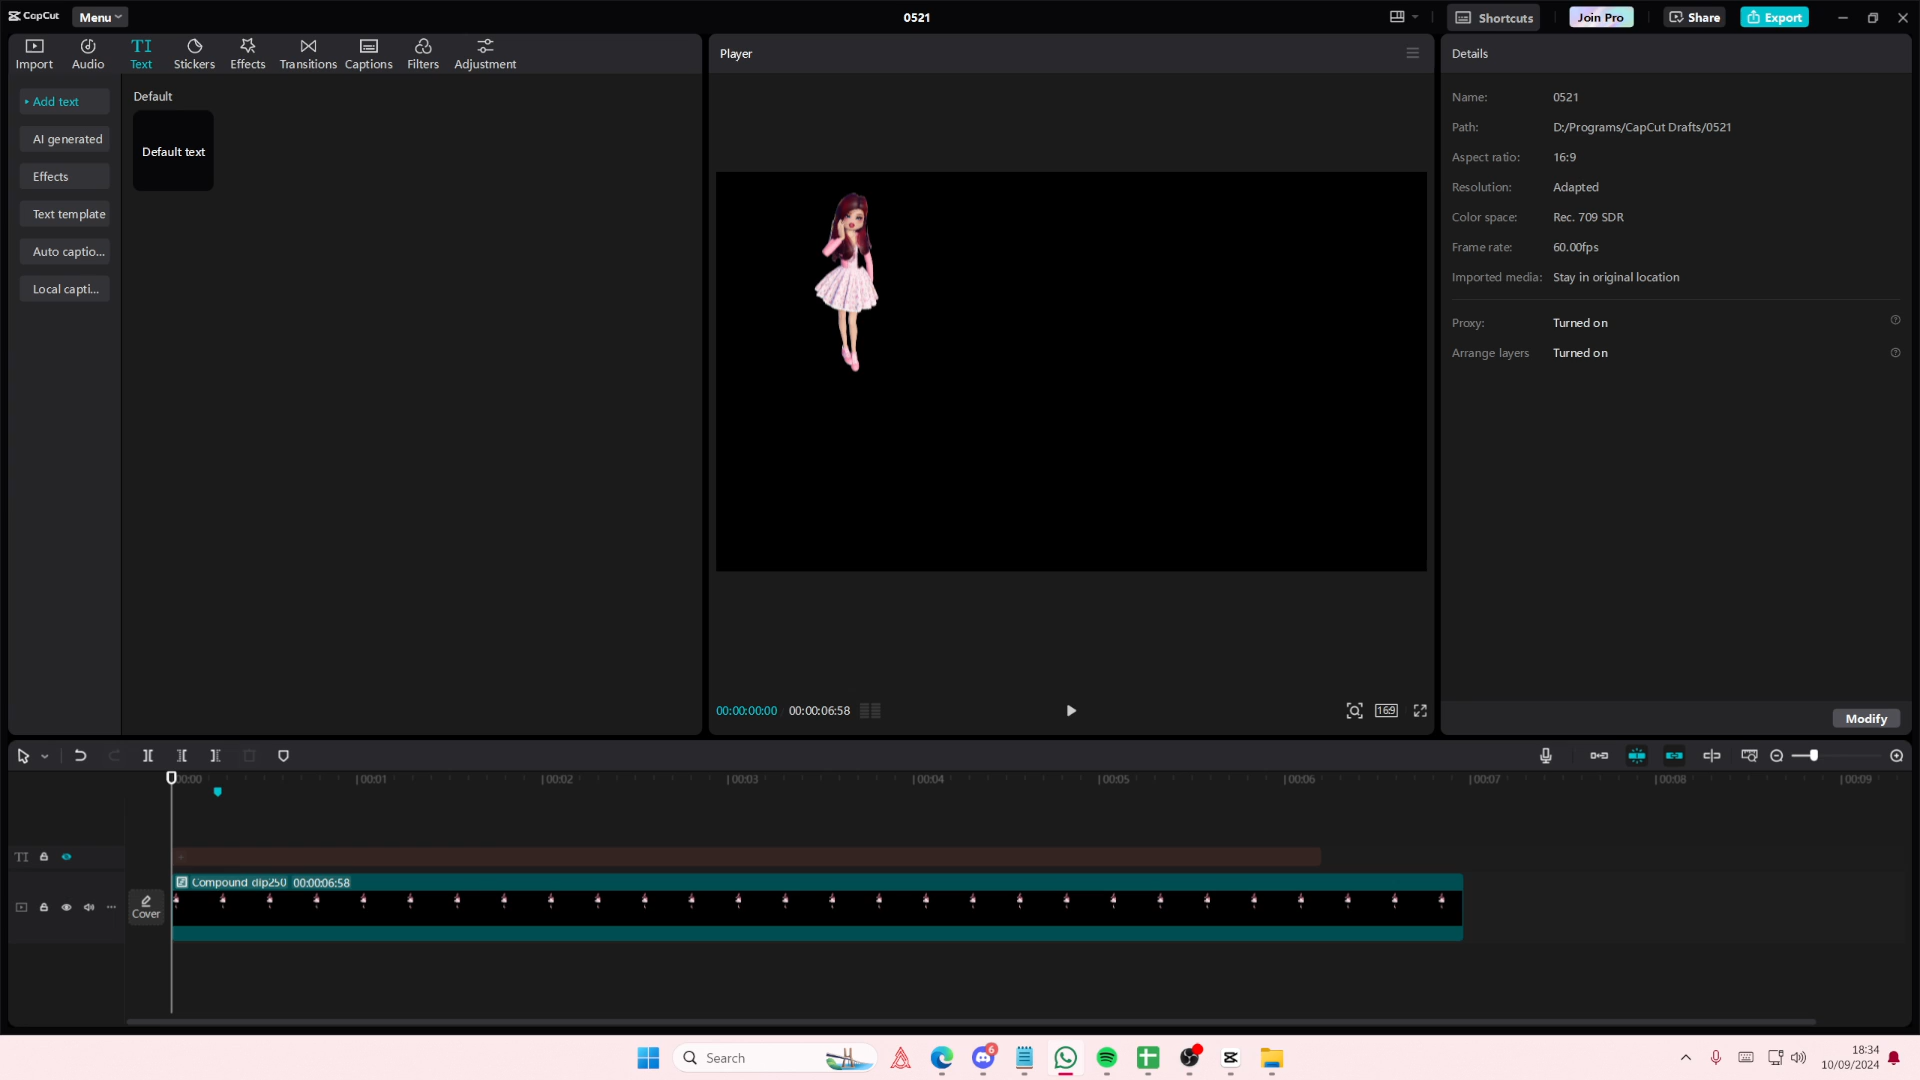 CapCut
Menu
0521
Shortcuts
Join Pro
Share
Export
Import
Audio
TI
Text
Stickers
Effects
Transitions
Captions
Filters
Adjustment
Player
Details
Add text
AI generated
Effects
Text template
Auto captio...
Local capti...
Default
Default text
Name: 0521
Path: D:/Programs/CapCut Drafts/0521
Aspect ratio: 16:9
Resolution: Adapted
Color space: Rec. 709 SDR
Frame rate: 60.00fps
Imported media: Stay in original location
Proxy: Turned on
Arrange layers Turned on
00:00:00:00 00:00:06:58
16:9
Modify
00:00 00:01 00:02 00:03 00:04 00:05 00:06 00:07 00:08 00:09
TI
Compound clip250 00:00:06:58
Cover
Search
6
18:34
10/09/2024